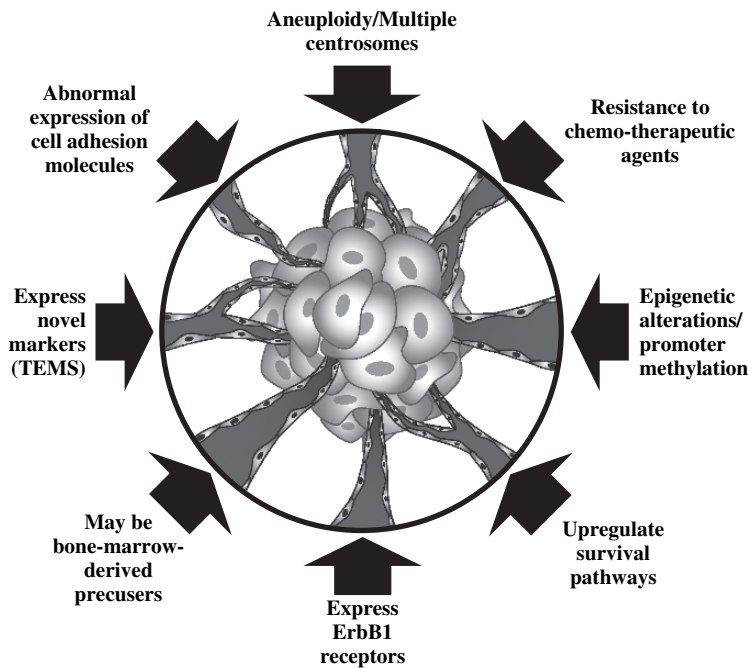 Aneuploidy/Multiple
centrosomes
Abnormal
expression of
cell adhesion
molecules
Resistance to
chemo-therapeutic
agents
Express
novel
markers
(TEMS)
Epigenetic
alterations/
promoter
methylation
May be
bone-marrow-
derived
precusers
Upregulate
survival
pathways
Express
ErbB1
receptors